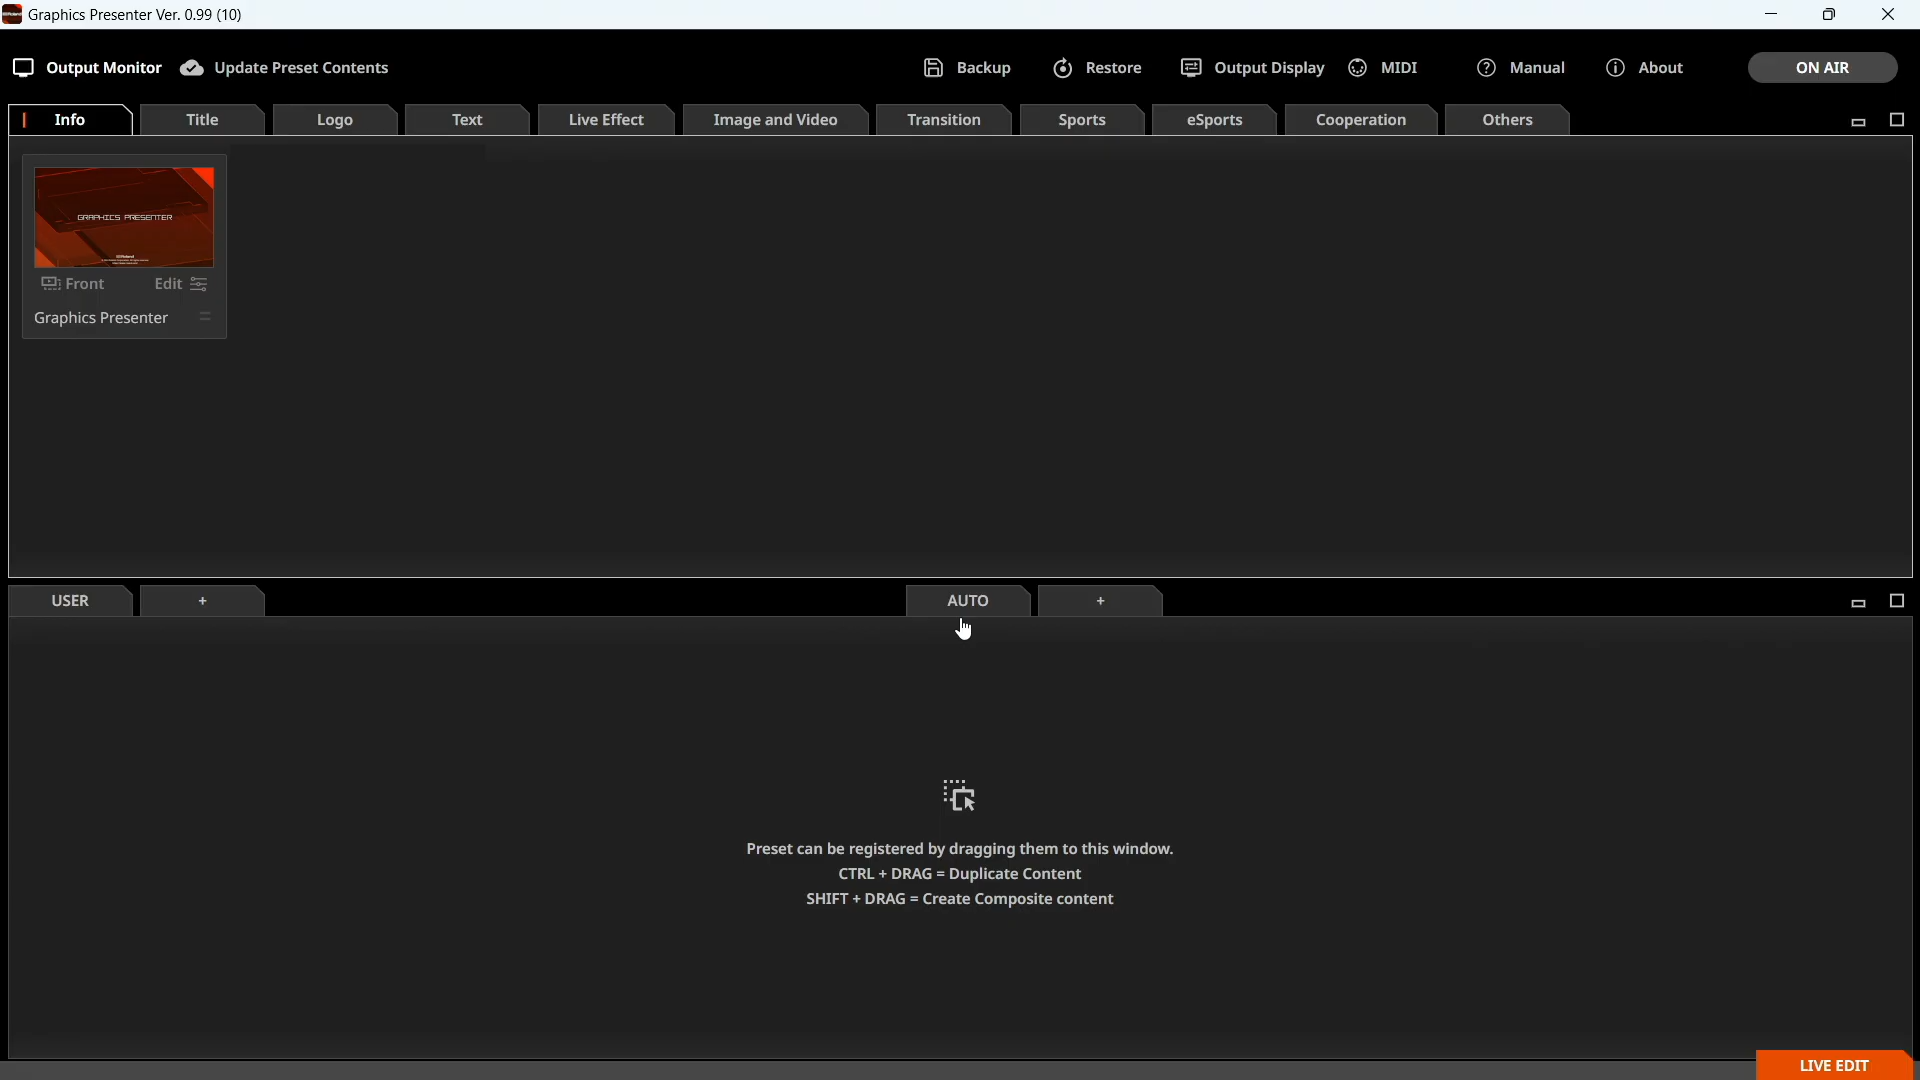 Graphics Presenter Ver. 0.99 (10)
Output Monitor
Update Preset Contents
Backup
Restore
Output Display
MIDI
Manual
About
ON AIR
Info
Title
Logo
Text
Live Effect
Image and Video
Transition
Sports
eSports
Cooperation
Others
GRAPHICS PRESENTER
Roland
Front
Edit
Graphics Presenter
USER
+
AUTO
+
Preset can be registered by dragging them to this window.
CTRL + DRAG = Duplicate Content
SHIFT + DRAG = Create Composite content
LIVE EDIT